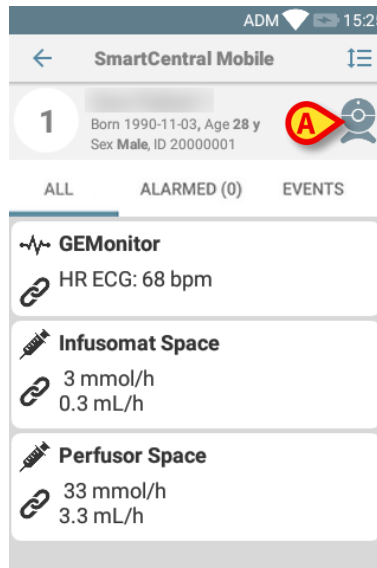 ADM 15:2
SmartCentral Mobile
1
Born 1990-11-03, Age 28 y
Sex Male, ID 20000001
A
ALL ALARMED (0) EVENTS
GEMonitor
HR ECG: 68 bpm
Infusomat Space
3 mmol/h
0.3 mL/h
Perfusor Space
33 mmol/h
3.3 mL/h